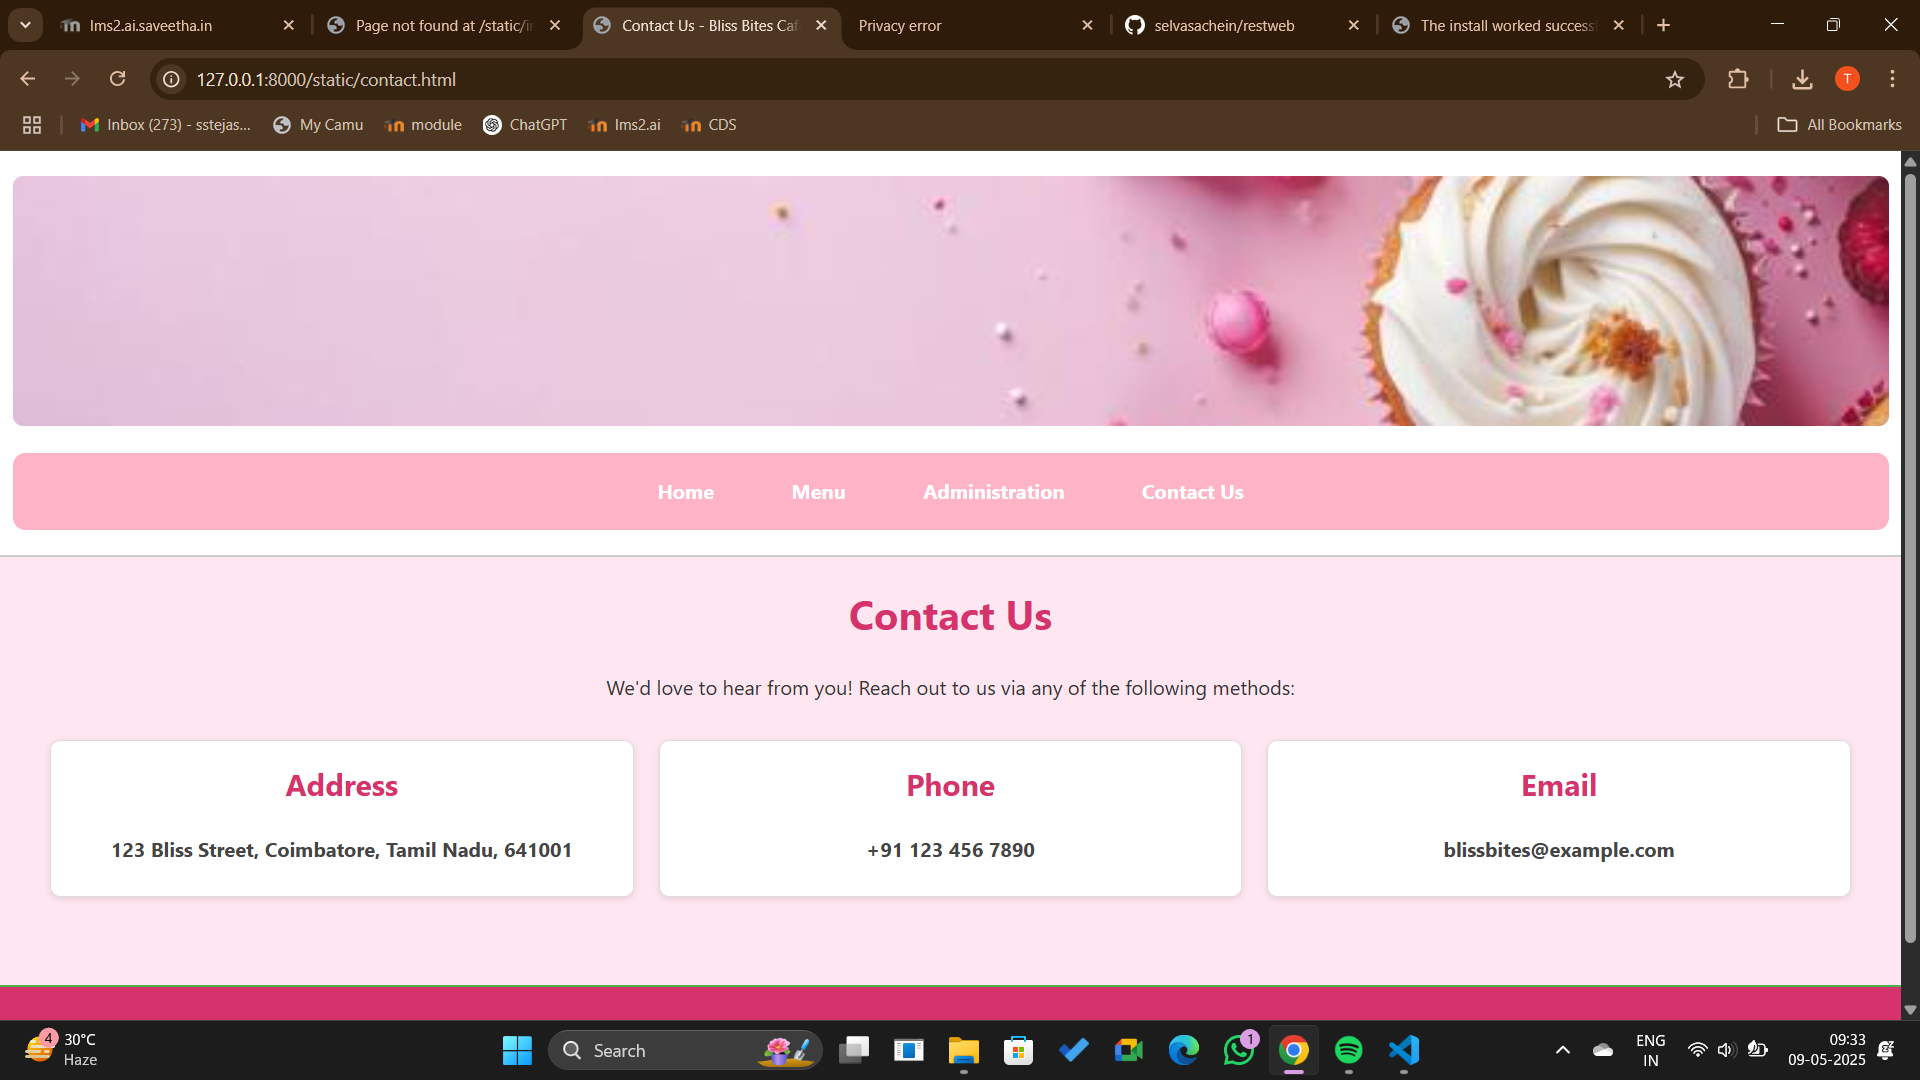 lms2.ai.saveetha.in
Page not found at /static/i
Contact Us - Bliss Bites Caf
Privacy error
selvasachein/restweb
The install worked success
127.0.0.1:8000/static/contact.html
T
Inbox (273) - sstejas...
My Camu
module
ChatGPT
lms2.ai
CDS
All Bookmarks
Home
Menu
Administration
Contact Us
Contact Us
We'd love to hear from you! Reach out to us via any of the following methods:
Address
123 Bliss Street, Coimbatore, Tamil Nadu, 641001
Phone
+91 123 456 7890
Email
blissbites@example.com
4
30°C
Haze
Search
1
ENG
IN
09:33
09-05-2025